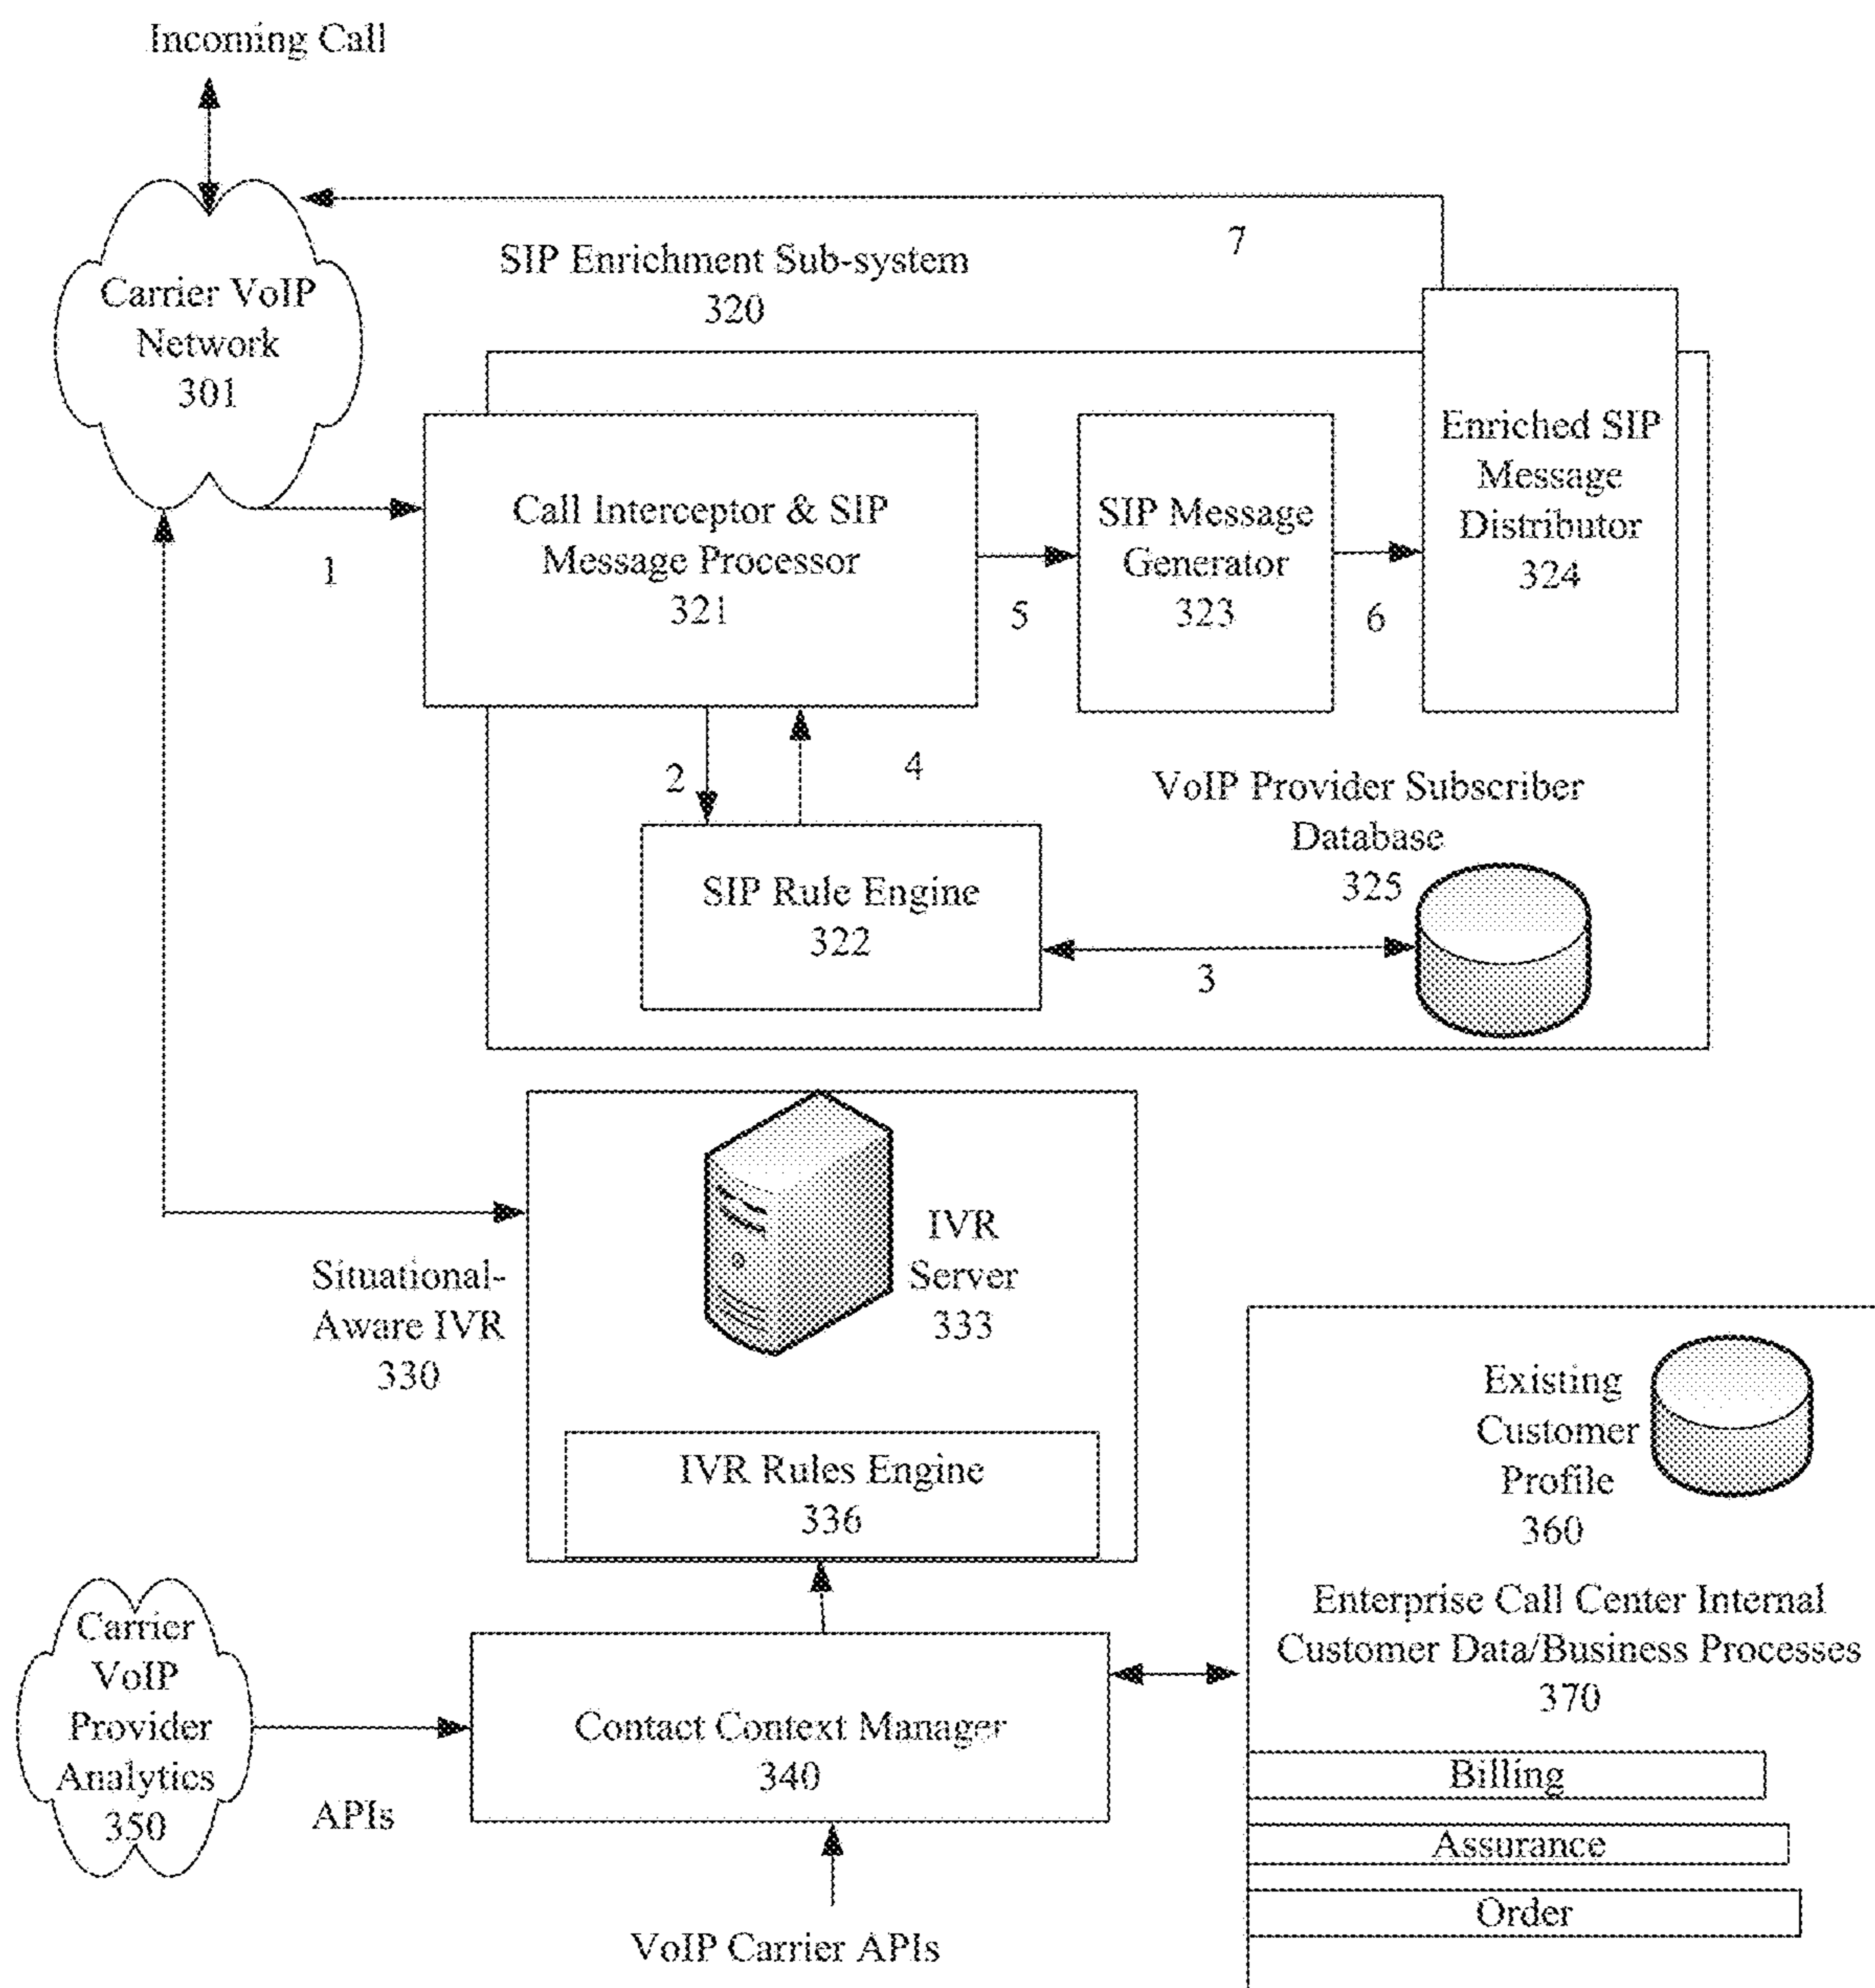 Incoming Call
Carrier VoIP
Network
301
SIP Enrichment Sub-system
320
7
1
Call Interceptor & SIP
Message Processor
321
5
SIP Message
Generator
323
6
Enriched SIP
Message
Distributor
324
2
4
SIP Rule Engine
322
3
VoIP Provider Subscriber
Database
325
Situational-
Aware IVR
330
IVR
Server
333
IVR Rules Engine
336
Existing
Customer
Profile
360
Enterprise Call Center Internal
Customer Data/Business Processes
370
Billing
Assurance
Order
Carrier
VoIP
Provider
Analytics
350
APIs
Contact Context Manager
340
VoIP Carrier APIs